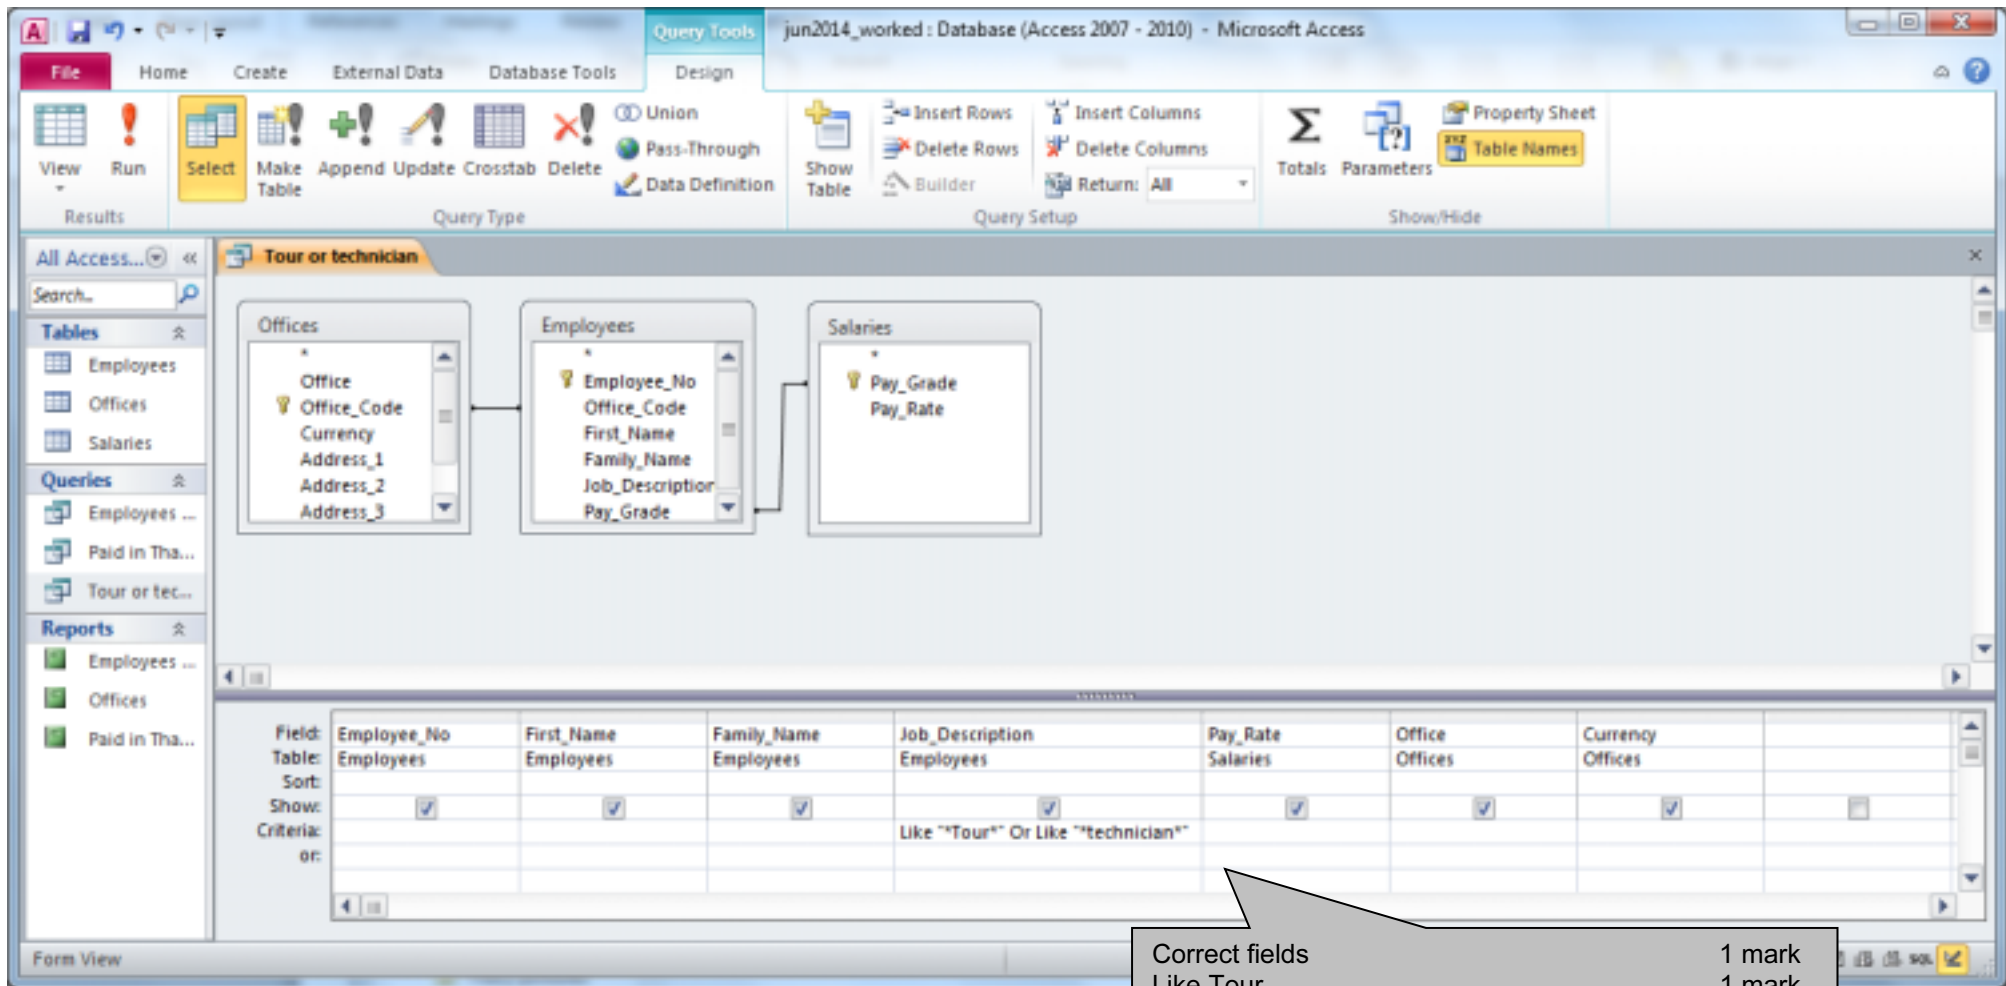 Query Tools
jun2014_worked : Database (Access 2007 - 2010) - Microsoft Access
File Home Create External Data Database Tools Design
View
Run
Select
Make Table
Append
Update
Crosstab
Delete
Union
Pass-Through
Data Definition
Show Table
Insert Rows
Delete Rows
Builder
Insert Columns
Delete Columns
Return: All
Totals
Parameters
Property Sheet
Table Names
Results
Query Type
Query Setup
Show/Hide
All Access...
Search..
Tables
Employees
Offices
Salaries
Queries
Employees ...
Paid in Tha...
Tour or tec...
Reports
Employees ...
Offices
Paid in Tha...
Tour or technician
Offices
*
Office
Office_Code
Currency
Address_1
Address_2
Address_3
Employees
*
Employee_No
Office_Code
First_Name
Family_Name
Job_Description
Pay_Grade
Salaries
*
Pay_Grade
Pay_Rate
Field: Employee_No First_Name Family_Name Job_Description Pay_Rate Office Currency
Table: Employees Employees Employees Employees Salaries Offices Offices
Sort:
Show:
Criteria: Like "*Tour*" Or Like "*technician*"
or:
Correct fields 1 mark
Like Tour 1 mark
Form View
SQL